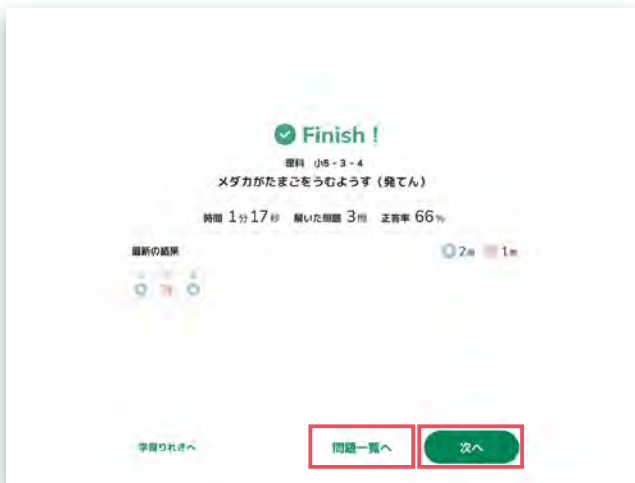 Finish！
理科 小5-3-4
メダカがたまごをうむようす（発てん）
時間 1分17秒 解いた問題 3問 正答率 66%
最新の結果 2問 1問
学習りれきへ 問題一覧へ 次へ